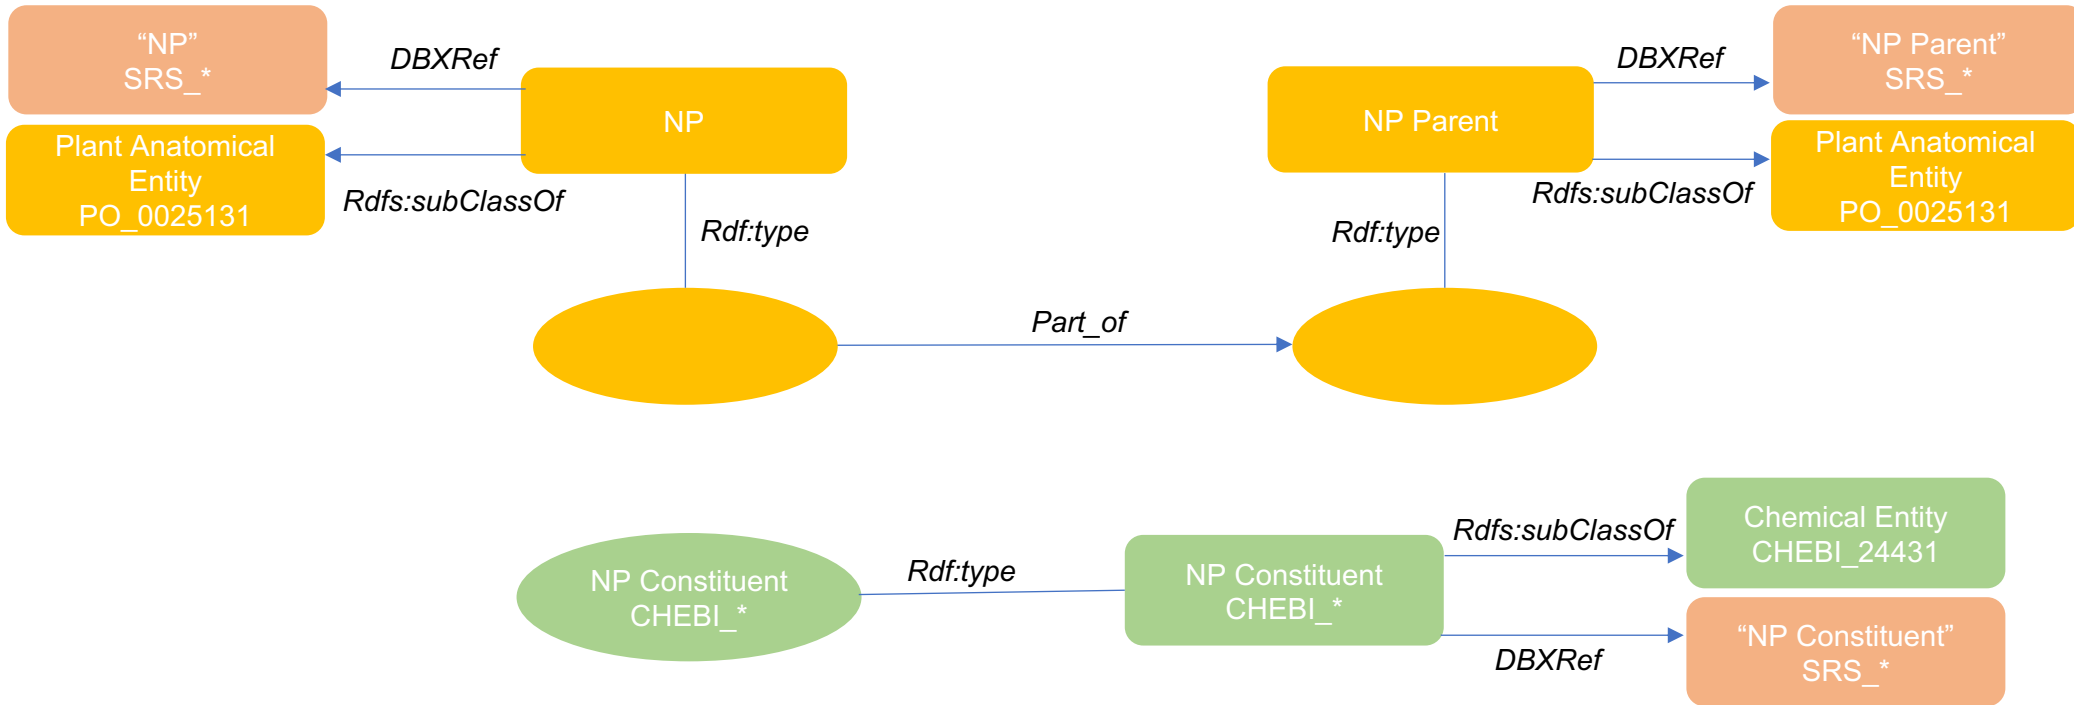 “NP”
SRS_*
DBXRef
NP
Plant Anatomical
Entity
PO_0025131
Rdfs:subClassOf
Rdf:type
NP Parent
DBXRef
“NP Parent”
SRS_*
Rdfs:subClassOf
Plant Anatomical
Entity
PO_0025131
Rdf:type
Part_of
NP Constituent
CHEBI_*
Rdf:type
NP Constituent
CHEBI_*
Rdfs:subClassOf
Chemical Entity
CHEBI_24431
DBXRef
“NP Constituent”
SRS_*